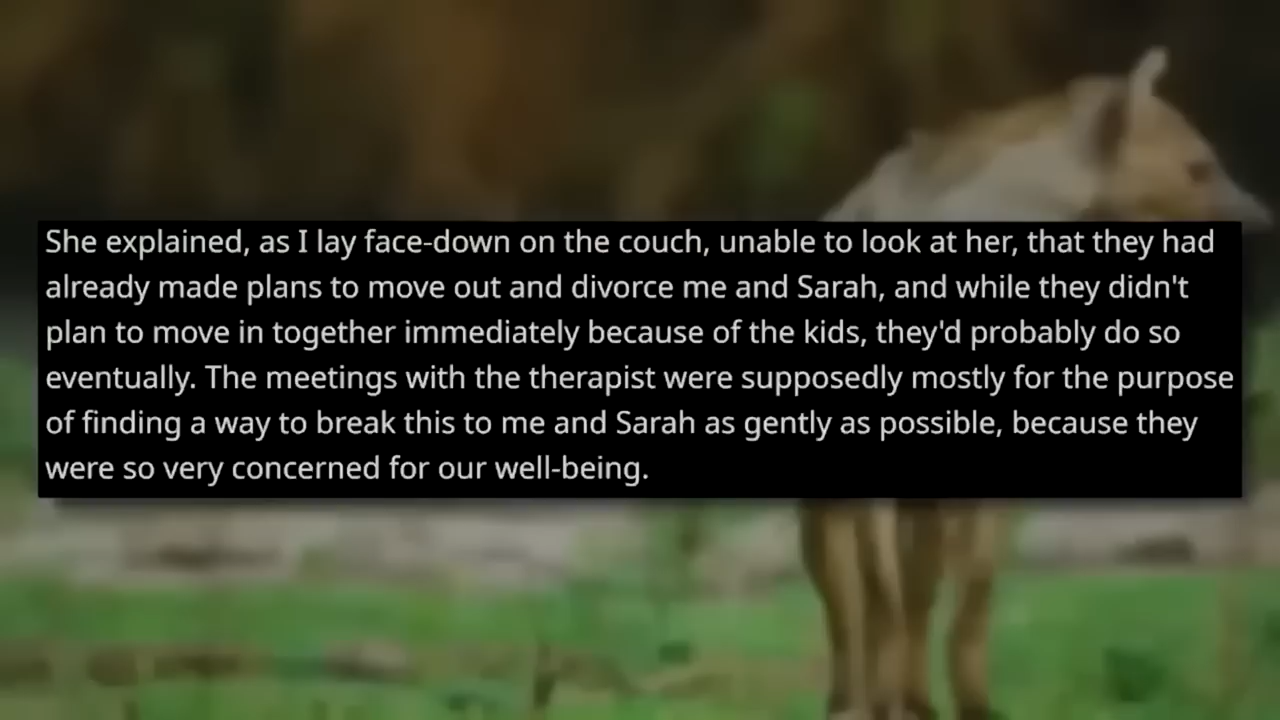 She explained, as I lay face-down on the couch, unable to look at her, that they had
already made plans to move out and divorce me and Sarah, and while they didn't
plan to move in together immediately because of the kids, they'd probably do so
eventually. The meetings with the therapist were supposedly mostly for the purpose
of finding a way to break this to me and Sarah as gently as possible, because they
were so very concerned for our well-being.